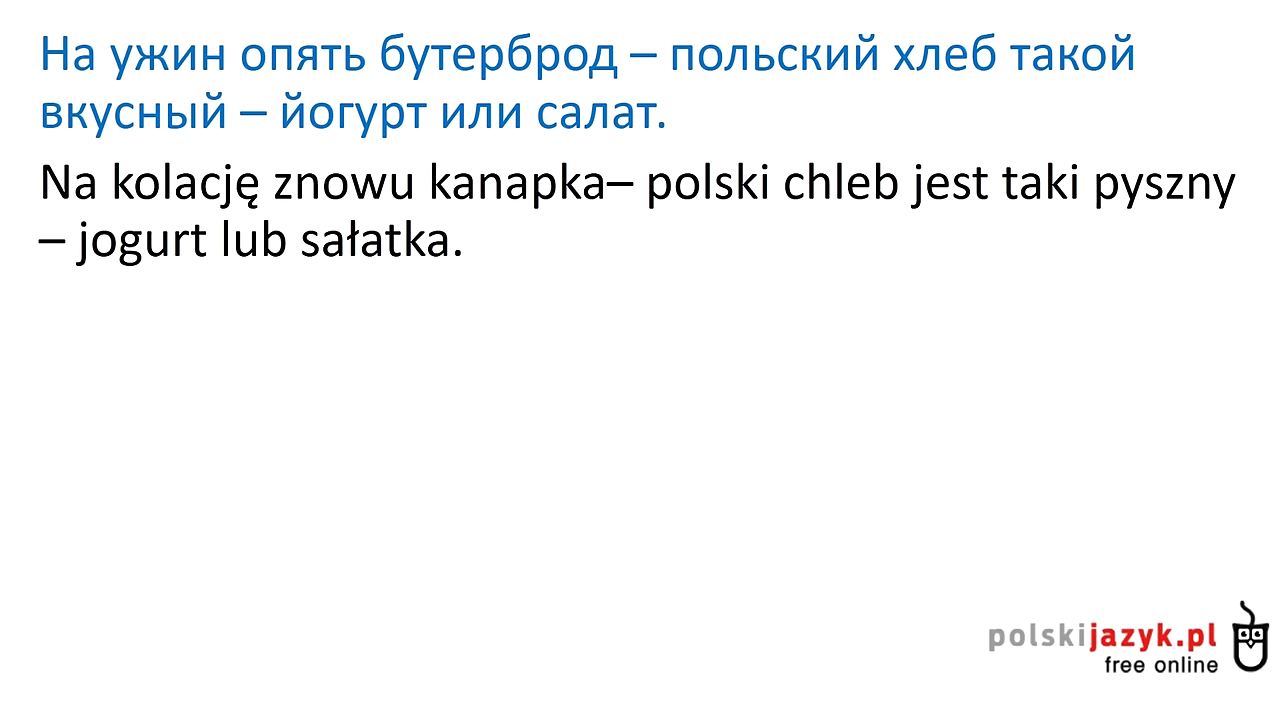 На ужин опять бутерброд – польский хлеб такой
вкусный – йогурт или салат.
Na kolację znowu kanapka– polski chleb jest taki pyszny
– jogurt lub sałatka.
polskijazyk.pl
free online